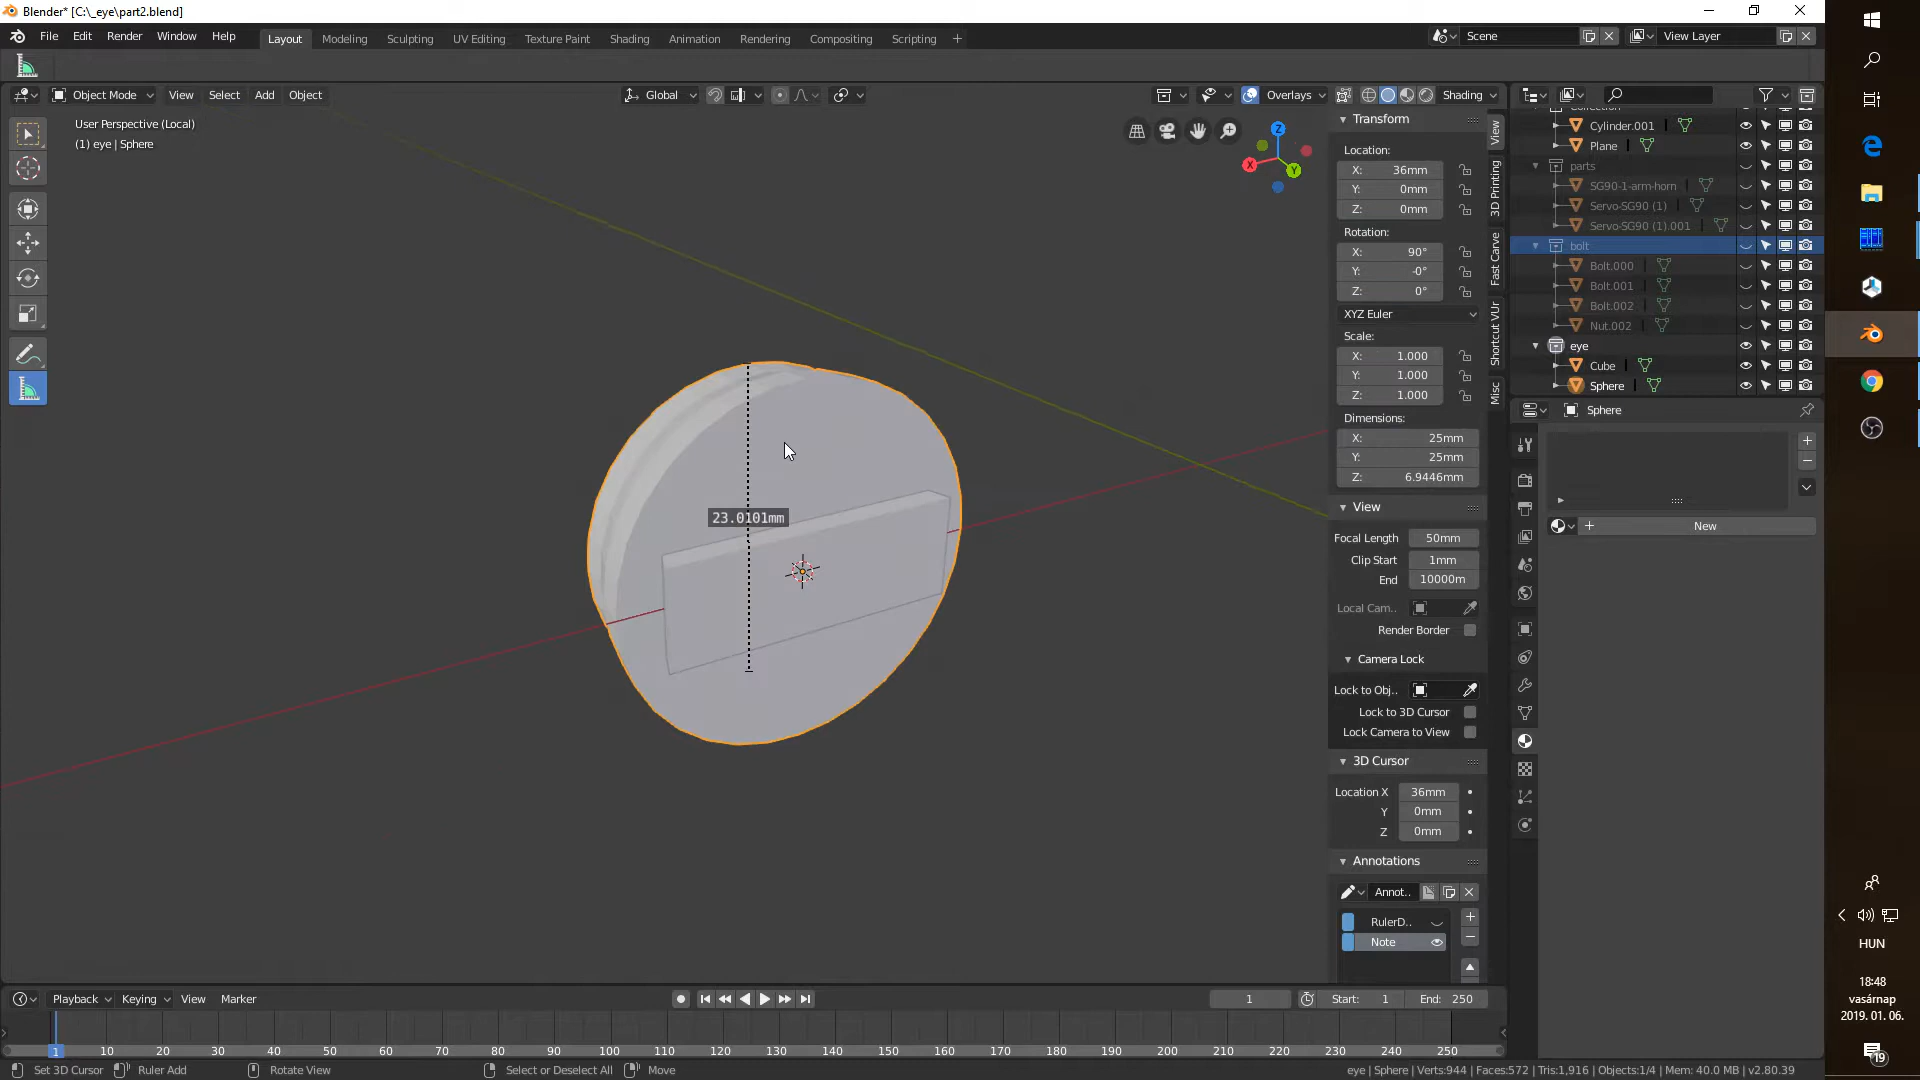 Blender* [C:\_eye\part2.blend]
File Edit Render Window Help
Layout Modeling Sculpting UV Editing Texture Paint Shading Animation Rendering Compositing Scripting +
Scene
View Layer
Object Mode View Select Add Object
Global
Overlays
Shading
User Perspective (Local)
(1) eye | Sphere
X
Y
Z
23.0101mm
Transform
Location:
X: 36mm
Y: 0mm
Z: 0mm
Rotation:
X: 90°
Y: -0°
Z: 0°
XYZ Euler
Scale:
X: 1.000
Y: 1.000
Z: 1.000
Dimensions:
X: 25mm
Y: 25mm
Z: 6.9446mm
View
Focal Length 50mm
Clip Start 1mm
End 10000m
Local Cam..
Render Border
Camera Lock
Lock to Obj..
Lock to 3D Cursor
Lock Camera to View
3D Cursor
Location X 36mm
Y 0mm
Z 0mm
Annotations
Annot..
RulerD..
Note
View
3D Printing
Fast Carve
Shortcut VUr
Misc
Cylinder.001
Plane
parts
SG90-1-arm-horn
Servo-SG90 (1)
Servo-SG90 (1).001
bolt
Bolt.000
Bolt.001
Bolt.002
Nut.002
eye
Cube
Sphere
Sphere
New
Playback Keying View Marker
1
Start: 1
End: 250
1 10 20 30 40 50 60 70 80 90 100 110 120 130 140 150 160 170 180 190 200 210 220 230 240 250
Set 3D Cursor Ruler Add Rotate View Select or Deselect All Move
eye | Sphere | Verts:944 | Faces:572 | Tris:1,916 | Objects:1/4 | Mem: 40.0 MB | v2.80.39
HUN
18:48
vasárnap
2019. 01. 06.
19